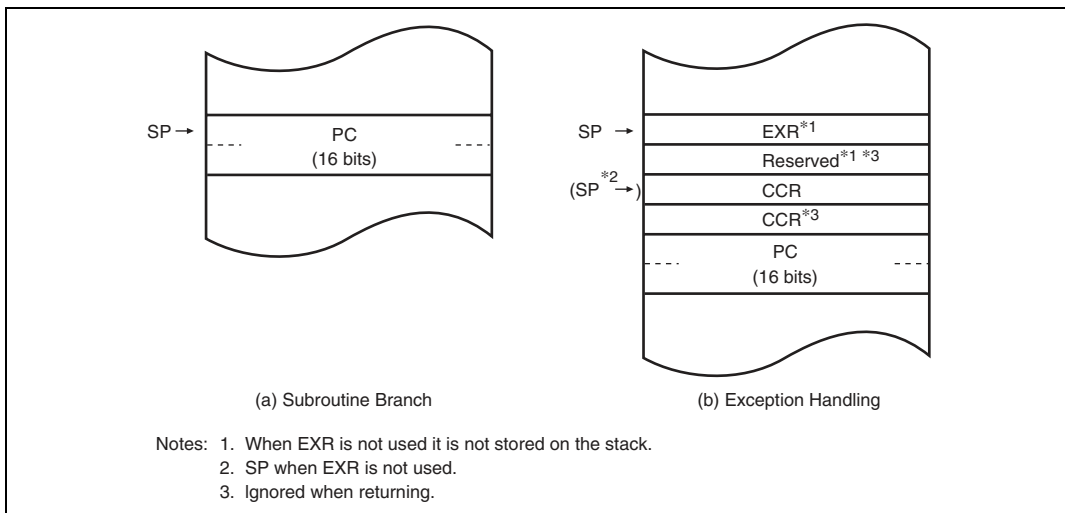 SP →
PC
(16 bits)
(a) Subroutine Branch
SP →
EXR*1
Reserved*1 *3
(SP*2 →)
CCR
CCR*3
PC
(16 bits)
(b) Exception Handling
Notes: 1. When EXR is not used it is not stored on the stack.
2. SP when EXR is not used.
3. Ignored when returning.